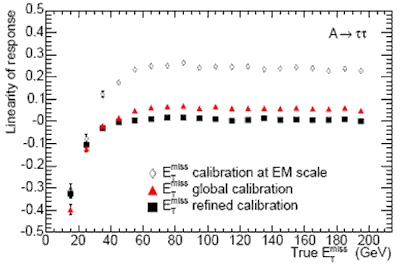 Linearity of response
0.5
0.4
0.3
0.2
0.1
-0
-0.1
-0.2
-0.3
-0.4
-0.5
A→ττ
E_T^miss calibration at EM scale
E_T^miss global calibration
E_T^miss refined calibration
0 20 40 60 80 100 120 140 160 180 200
True E_T^miss (GeV)